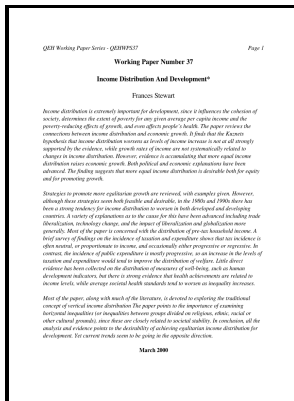 QEH Working Paper Series - QEHWPS37 Page 1
Working Paper Number 37
Income Distribution And Development*
Frances Stewart
Income distribution is extremely important for development, since it influences the cohesion of
society, determines the extent of poverty for any given average per capita income and the
poverty-reducing effects of growth, and even affects people's health. The paper reviews the
connections between income distribution and economic growth. It finds that the Kuznets
hypothesis that income distribution worsens as levels of income increase is not at all strongly
supported by the evidence, while growth rates of income are not systematically related to
changes in income distribution. However, evidence is accumulating that more equal income
distribution raises economic growth. Both political and economic explanations have been
advanced. The finding suggests that more equal income distribution is desirable both for equity
and for promoting growth.
Strategies to promote more egalitarian growth are reviewed, with examples given. However,
although these strategies seem both feasible and desirable, in the 1980s and 1990s there has
been a strong tendency for income distribution to worsen in both developed and developing
countries. A variety of explanations as to the cause for this have been advanced including trade
liberalization, technology change, and the impact of liberalization and globalization more
generally. Most of the paper is concerned with the distribution of pre-tax household income. A
brief survey of findings on the incidence of taxation and expenditure shows that tax incidence is
often neutral, or proportionate to income, and occasionally either progressive or regressive. In
contrast, the incidence of public expenditure is mostly progressive, so an increase in the levels of
taxation and expenditure would tend to improve the distribution of welfare. Little direct
evidence has been collected on the distribution of measures of well-being, such as human
development indicators, but there is strong evidence that health achievements are related to
income levels, while average societal health standards tend to worsen as inequality increases.
Most of the paper, along with much of the literature, is devoted to exploring the traditional
concept of vertical income distribution The paper points to the importance of examining
horizontal inequalities (or inequalities between groups divided on religious, ethnic, racial or
other cultural grounds), since these are closely related to societal stability. In conclusion, all the
analysis and evidence points to the desirability of achieving egalitarian income distribution for
development. Yet current trends seem to be going in the opposite direction.
March 2000